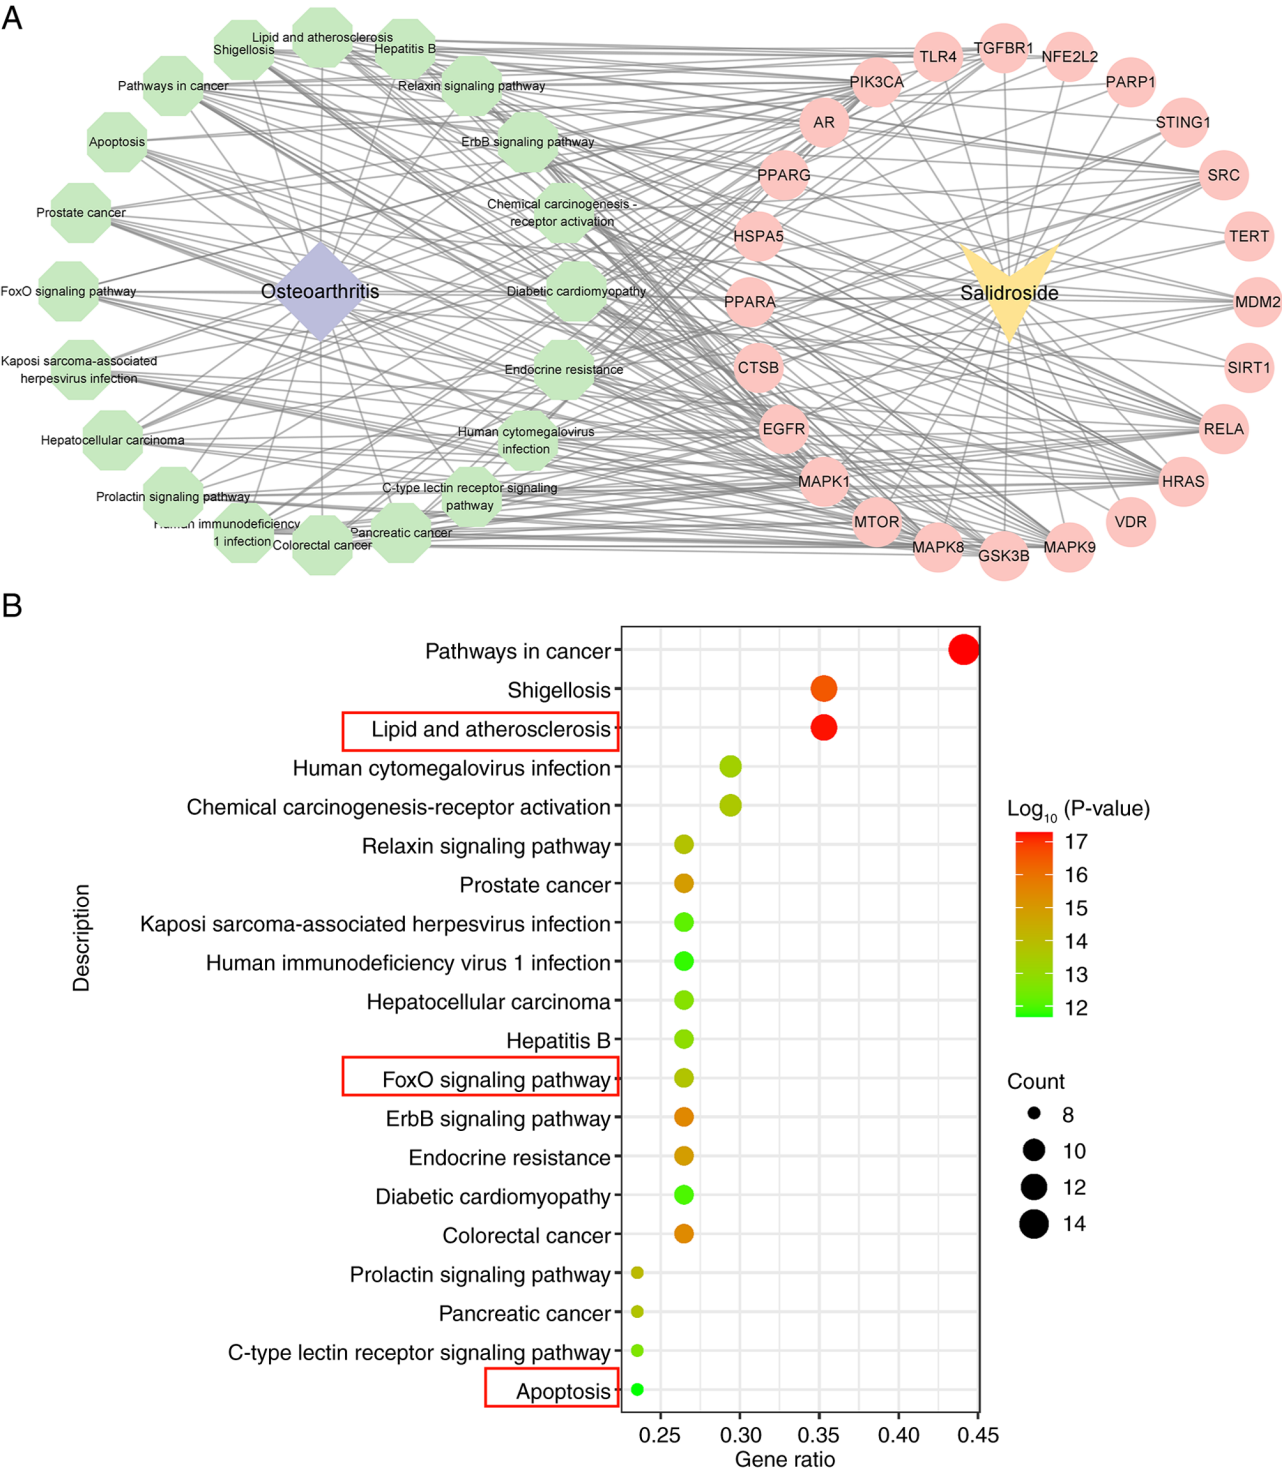 A
Lipid and atherosclerosis
Shigellosis
Hepatitis B
Pathways in cancer
Relaxin signaling pathway
Apoptosis
ErbB signaling pathway
Prostate cancer
Chemical carcinogenesis -
receptor activation
FoxO signaling pathway
Osteoarthritis
Diabetic cardiomyopathy
Kaposi sarcoma-associated
herpesvirus infection
Endocrine resistance
Hepatocellular carcinoma
Human cytomegalovirus
infection
Prolactin signaling pathway
C-type lectin receptor signaling
pathway
Human immunodeficiency
1 infection
Colorectal cancer
Pancreatic cancer
TLR4
TGFBR1
NFE2L2
PIK3CA
PARP1
AR
STING1
PPARG
SRC
HSPA5
TERT
PPARA
Salidroside
MDM2
CTSB
SIRT1
EGFR
RELA
MAPK1
HRAS
MTOR
VDR
MAPK8
GSK3B
MAPK9
B
Description
Pathways in cancer
Shigellosis
Lipid and atherosclerosis
Human cytomegalovirus infection
Chemical carcinogenesis-receptor activation
Relaxin signaling pathway
Prostate cancer
Kaposi sarcoma-associated herpesvirus infection
Human immunodeficiency virus 1 infection
Hepatocellular carcinoma
Hepatitis B
FoxO signaling pathway
ErbB signaling pathway
Endocrine resistance
Diabetic cardiomyopathy
Colorectal cancer
Prolactin signaling pathway
Pancreatic cancer
C-type lectin receptor signaling pathway
Apoptosis
0.25 0.30 0.35 0.40 0.45
Gene ratio
Log10 (P-value)
17
16
15
14
13
12
Count
8
10
12
14